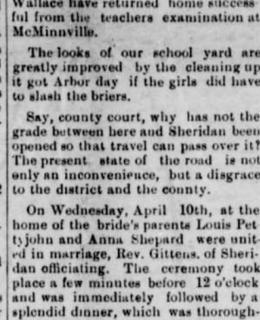 Wallace have returned home success
ful from the teachers examination at
McMinnville.
The looks of our school yard are
greatly improved by the cleaning up
it got Arbor day if the girls did have
to slash the briers.
Say, county court, why has not the
grade between here and Sheridan been
opened so that travel can pass over it?
The present state of the road is not
only an inconvenience, but a disgrace
to the district and the county.
On Wednesday, April 10th, at the
home of the bride's parents Louis Pet
tyjohn and Anna Shepard were unit-
ed in marriage, Rev. Gittens, of Sheri-
dan officiating. The ceremony took
place a few minutes before 12 o'clock
and was immediately followed by a
splendid dinner, which was thorough-